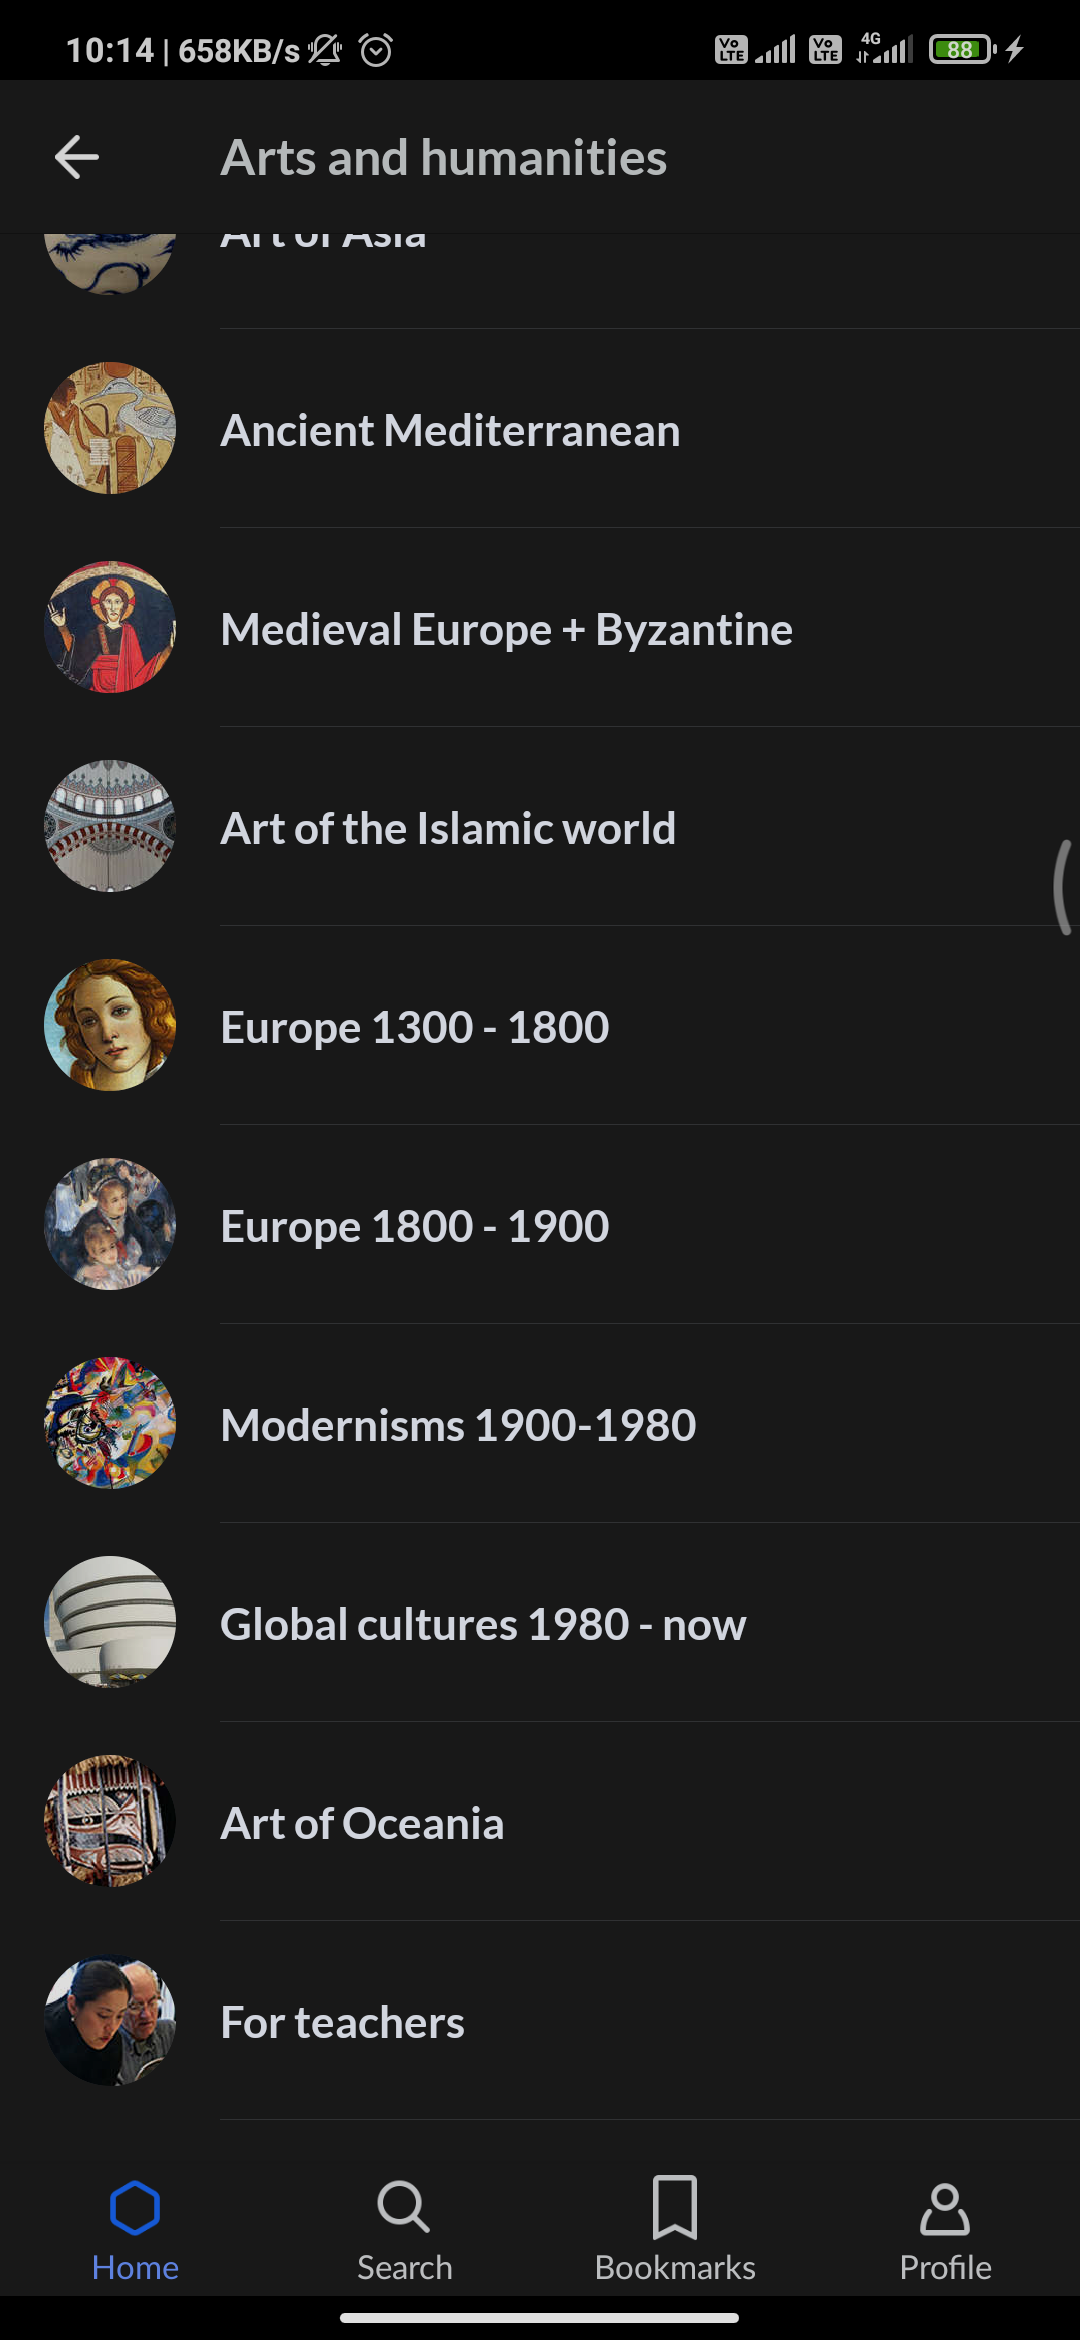 10:14 | 658KB/s
Vo LTE
Vo LTE
4G
88
Arts and humanities
Art of Asia
Ancient Mediterranean
Medieval Europe + Byzantine
Art of the Islamic world
Europe 1300 - 1800
Europe 1800 - 1900
Modernisms 1900-1980
Global cultures 1980 - now
Art of Oceania
For teachers
Home
Search
Bookmarks
Profile